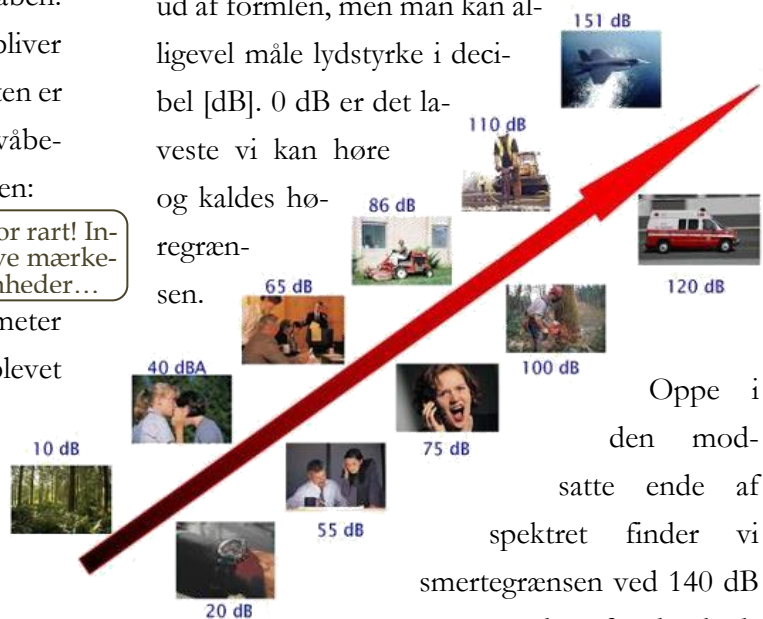 bliver
ten er
våbe-
en:
or rart! In-
ve mærke-
nheder…
meter
plevet
ud af formlen, men man kan al-
ligevel måle lydstyrke i deci-
bel [dB]. 0 dB er det la-
veste vi kan høre
og kaldes hø-
regræn-
sen.
151 dB
110 dB
86 dB
120 dB
65 dB
100 dB
40 dBA
75 dB
10 dB
55 dB
20 dB
Oppe i
den mod-
satte ende af
spektret finder vi
smertegrænsen ved 140 dB